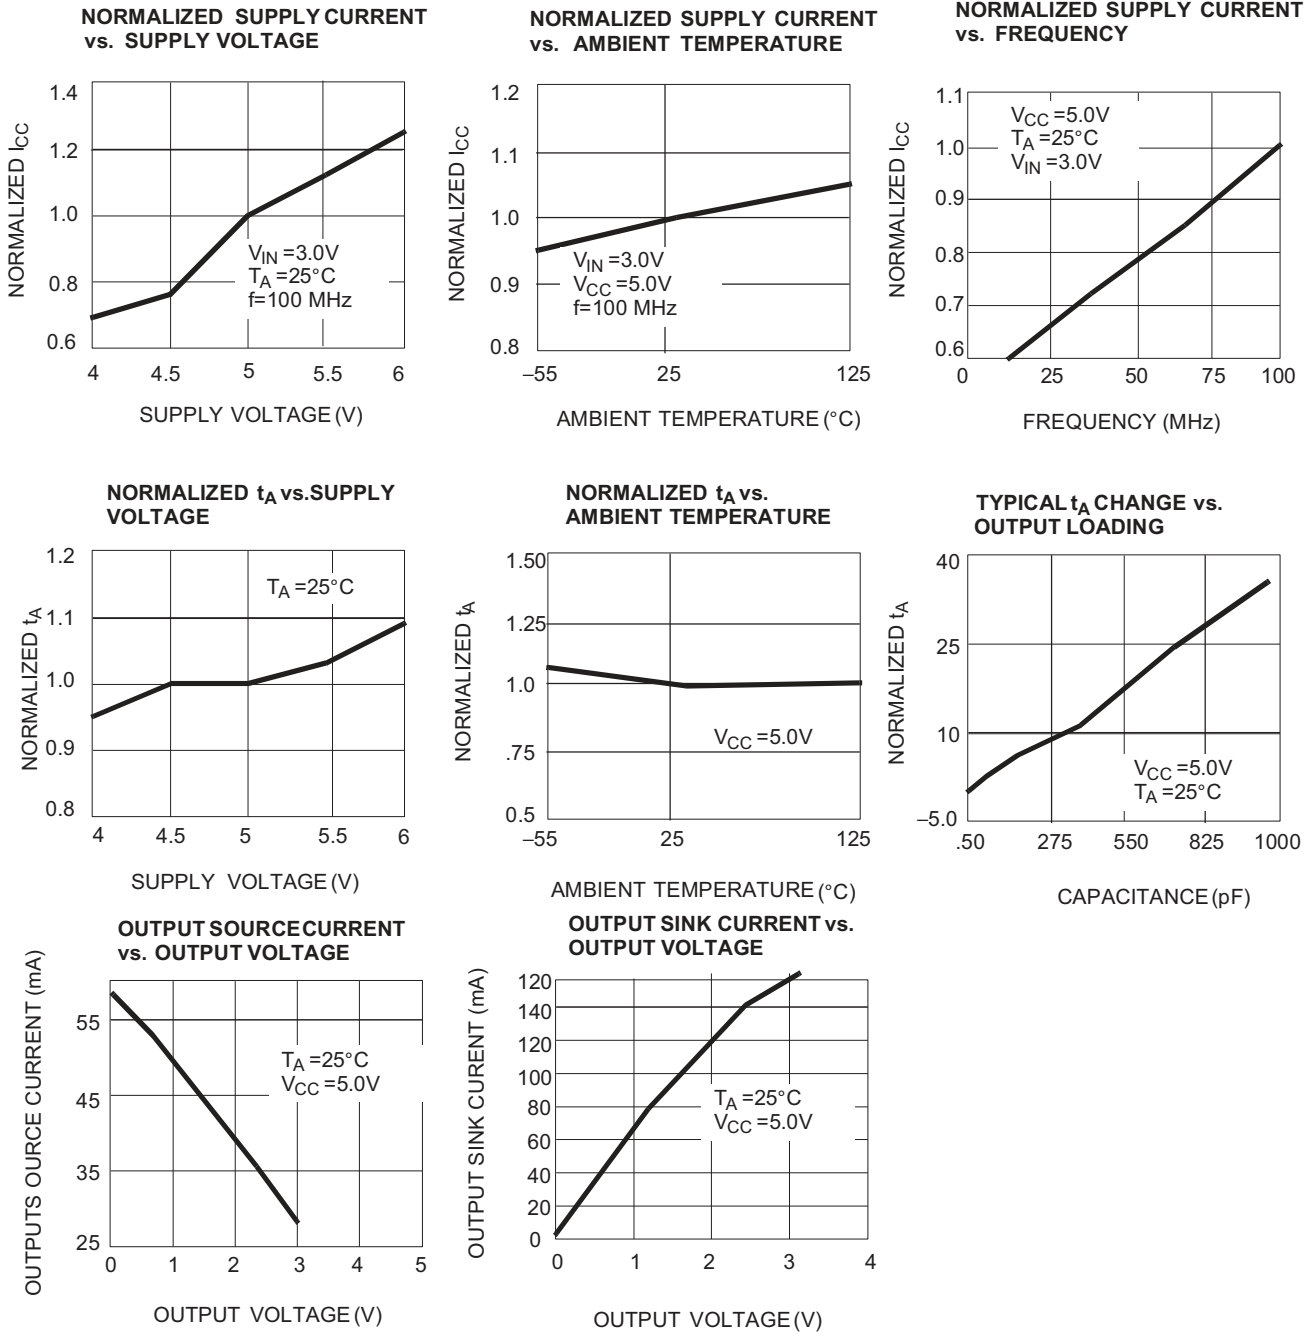 NORMALIZED SUPPLY CURRENT
vs. SUPPLY VOLTAGE
1.4
1.2
1.0
0.8
0.6
NORMALIZED ICC
VIN =3.0V
TA =25°C
f=100 MHz
4 4.5 5 5.5 6
SUPPLY VOLTAGE (V)
NORMALIZED SUPPLY CURRENT
vs. AMBIENT TEMPERATURE
1.2
1.1
1.0
0.9
0.8
NORMALIZED ICC
VIN =3.0V
VCC =5.0V
f=100 MHz
–55 25 125
AMBIENT TEMPERATURE (°C)
NORMALIZED SUPPLY CURRENT
vs. FREQUENCY
1.1
1.0
0.9
0.8
0.7
0.6
NORMALIZED ICC
VCC =5.0V
TA =25°C
VIN =3.0V
0 25 50 75 100
FREQUENCY (MHz)
NORMALIZED tA vs.SUPPLY
VOLTAGE
1.2
1.1
1.0
0.9
0.8
NORMALIZED tA
TA =25°C
4 4.5 5 5.5 6
SUPPLY VOLTAGE (V)
NORMALIZED tA vs.
AMBIENT TEMPERATURE
1.50
1.25
1.0
.75
0.5
NORMALIZED tA
VCC =5.0V
–55 25 125
AMBIENT TEMPERATURE (°C)
TYPICAL tA CHANGE vs.
OUTPUT LOADING
40
25
10
–5.0
NORMALIZED tA
VCC =5.0V
TA =25°C
.50 275 550 825 1000
CAPACITANCE (pF)
OUTPUT SOURCE CURRENT
vs. OUTPUT VOLTAGE
55
45
35
25
OUTPUTS OURCE CURRENT (mA)
TA =25°C
VCC =5.0V
0 1 2 3 4 5
OUTPUT VOLTAGE (V)
OUTPUT SINK CURRENT vs.
OUTPUT VOLTAGE
120
140
120
100
80
60
40
20
0
OUTPUT SINK CURENT (mA)
TA =25°C
VCC =5.0V
0 1 2 3 4
OUTPUT VOLTAGE (V)